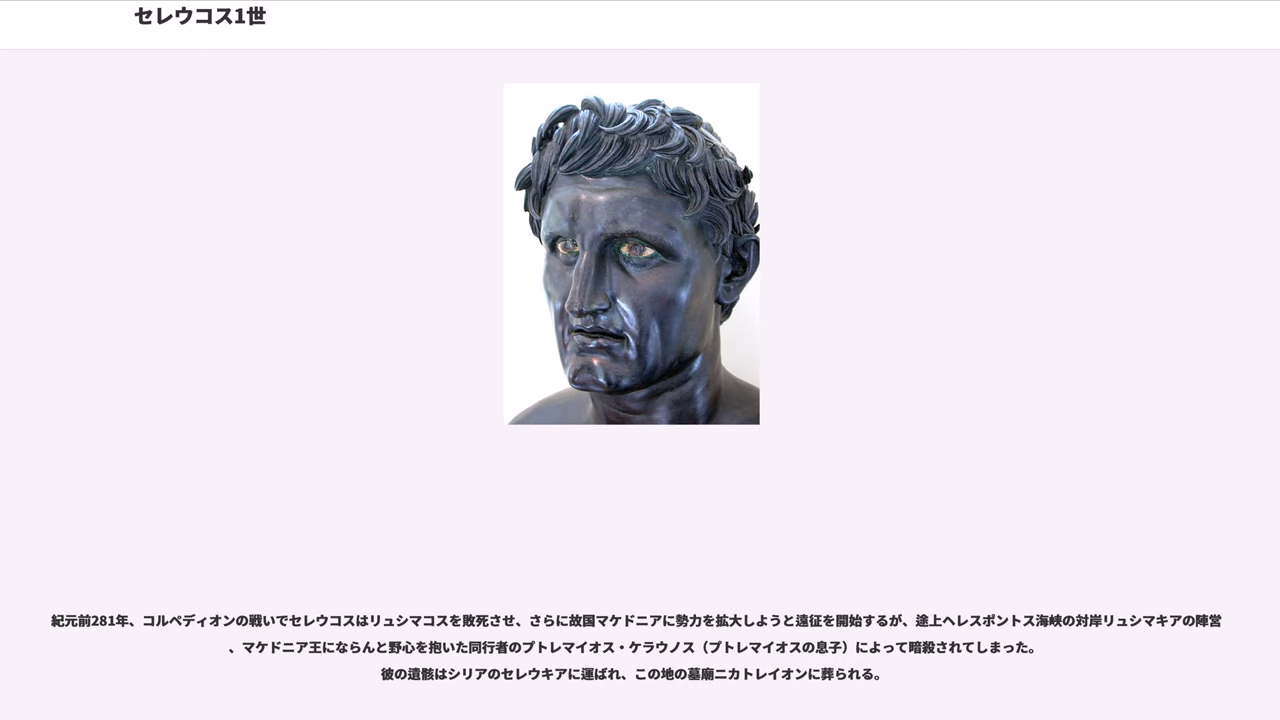 セレウコス1世
紀元前281年、コルペディオンの戦いでセレウコスはリュシマコスを敗死させ、さらに故国マケドニアに勢力を拡大しようと遠征を開始するが、途上ヘレスポントス海峡の対岸リュシマキアの陣営
、マケドニア王にならんと野心を抱いた同行者のプトレマイオス・ケラウノス（プトレマイオスの息子）によって暗殺されてしまった。
彼の遺骸はシリアのセレウキアに運ばれ、この地の墓廟ニカトレイオンに葬られる。